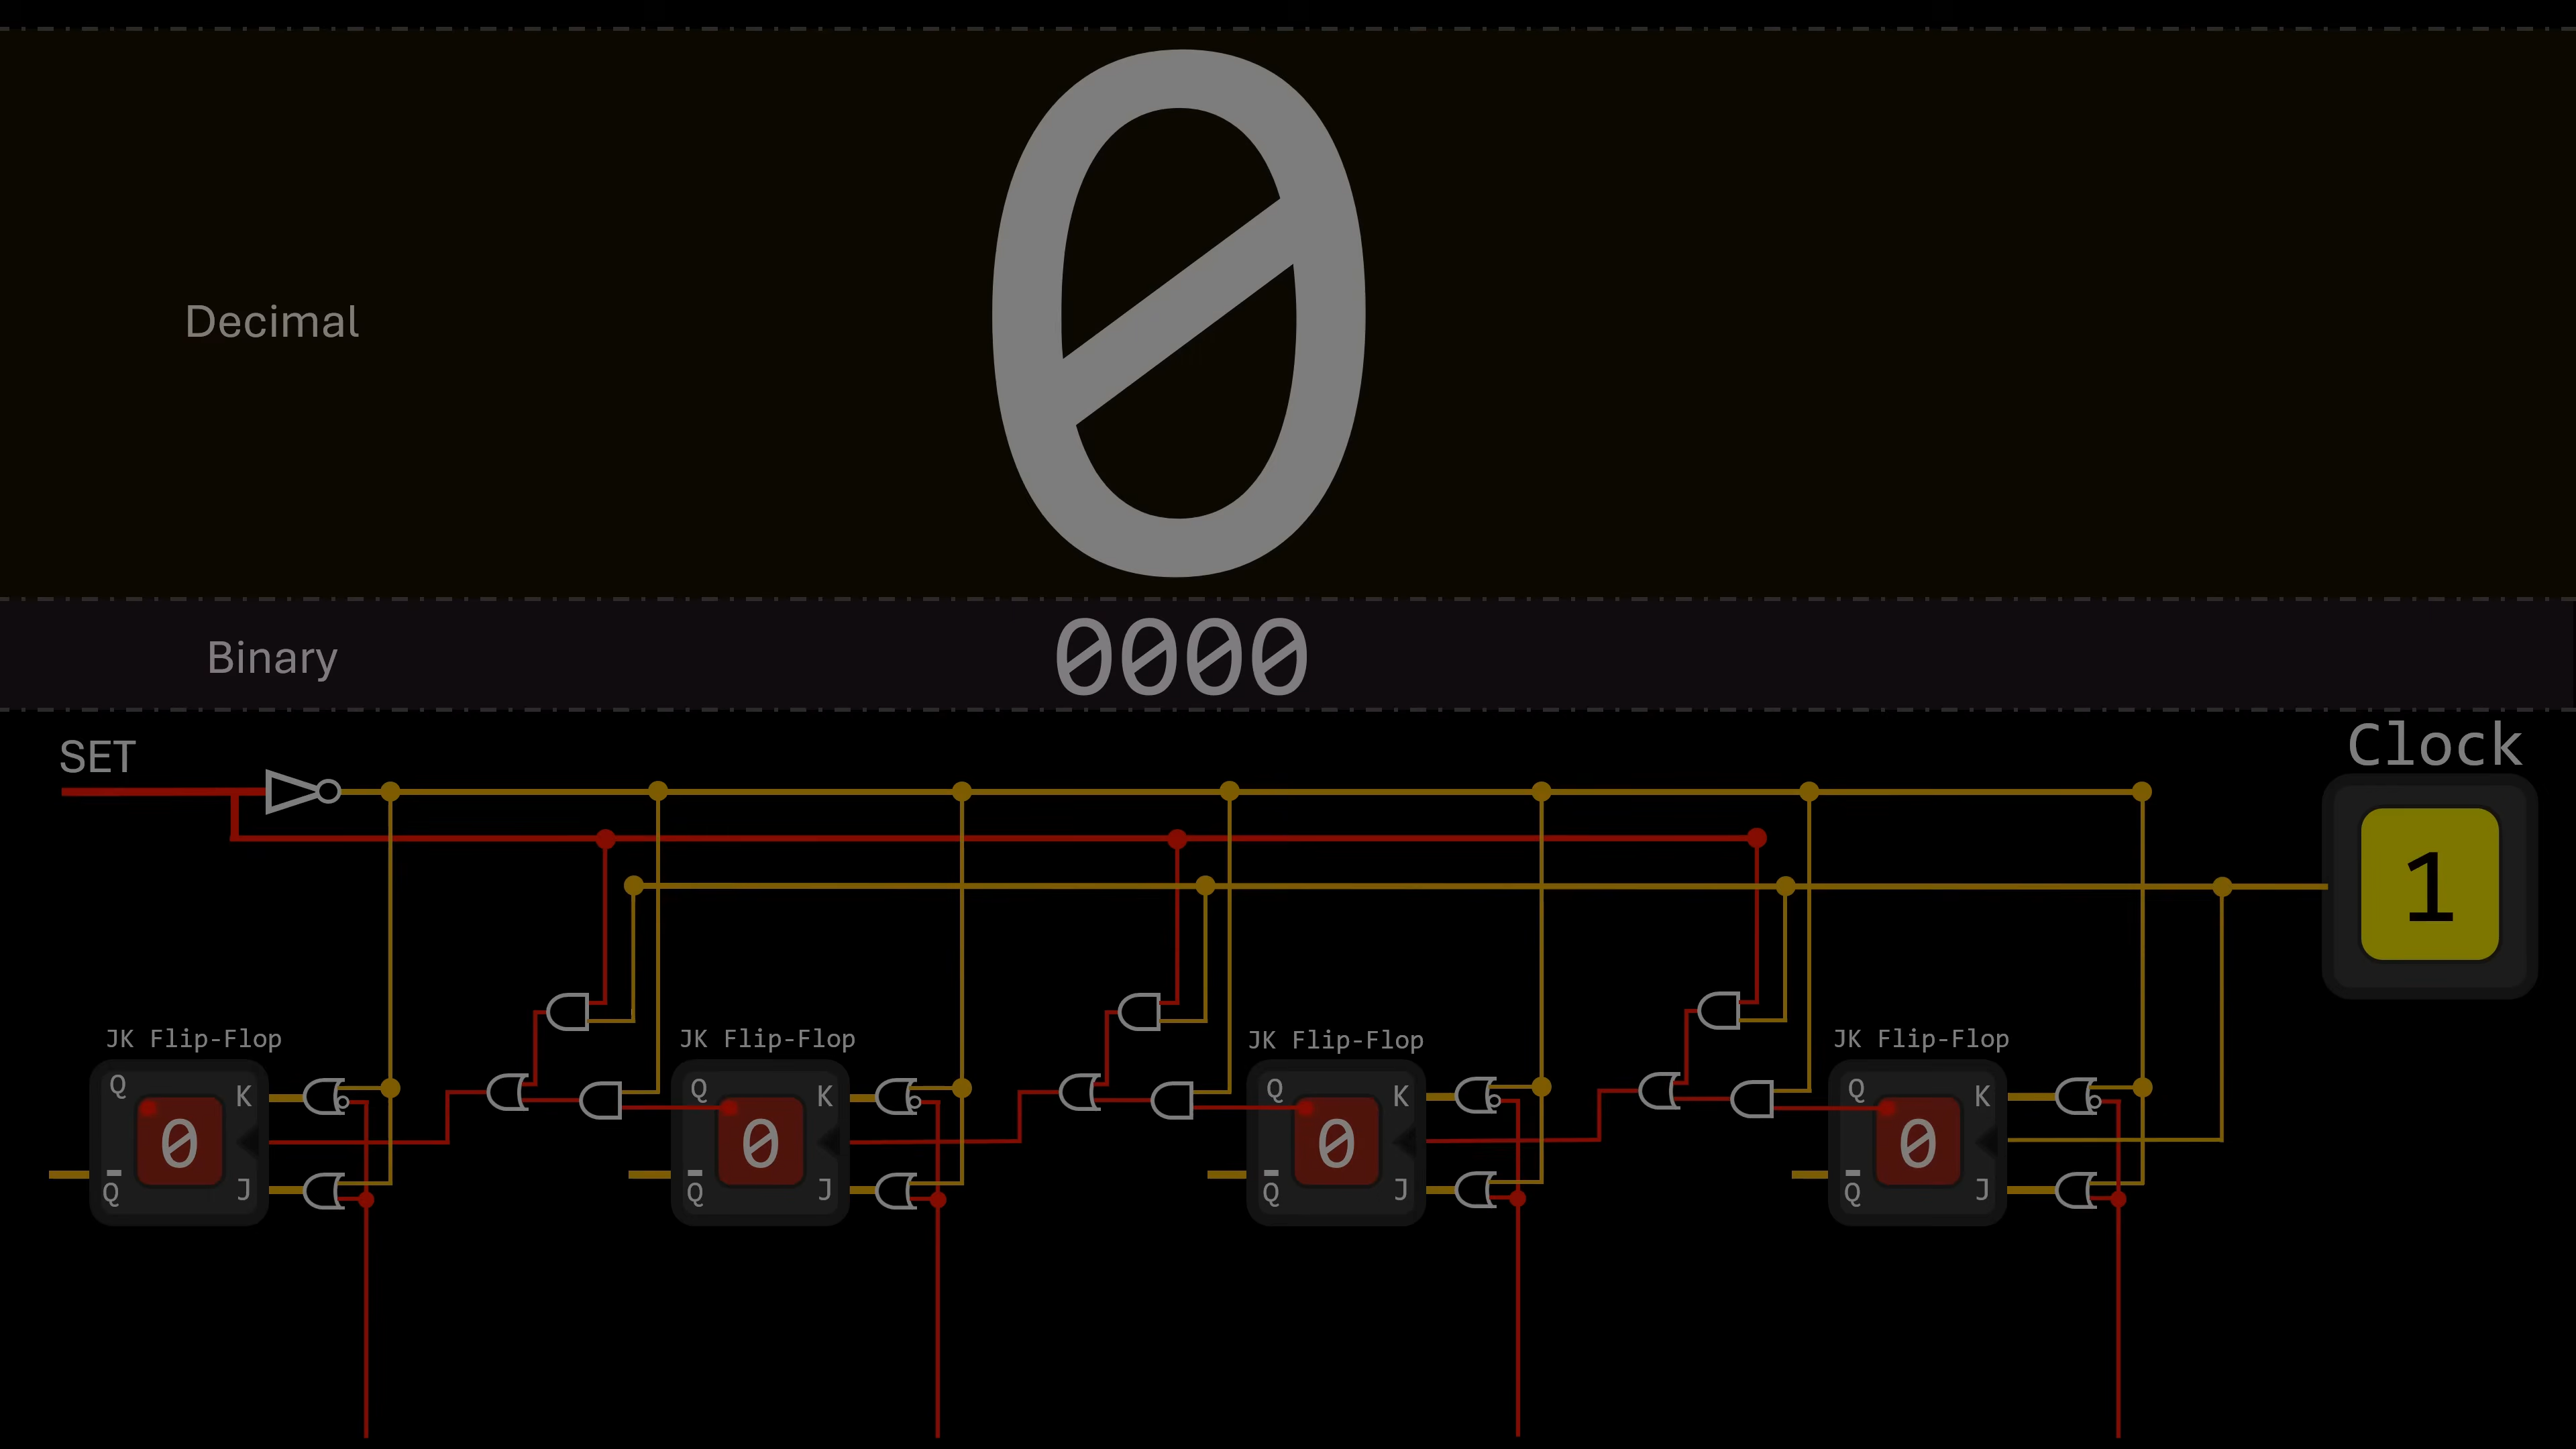 Decimal
0
Binary
0000
SET
Clock
1
JK Flip-Flop
JK Flip-Flop
JK Flip-Flop
JK Flip-Flop
Q
K
0
Q̄
J
Q
K
0
Q̄
J
Q
K
0
Q̄
J
Q
K
0
Q̄
J